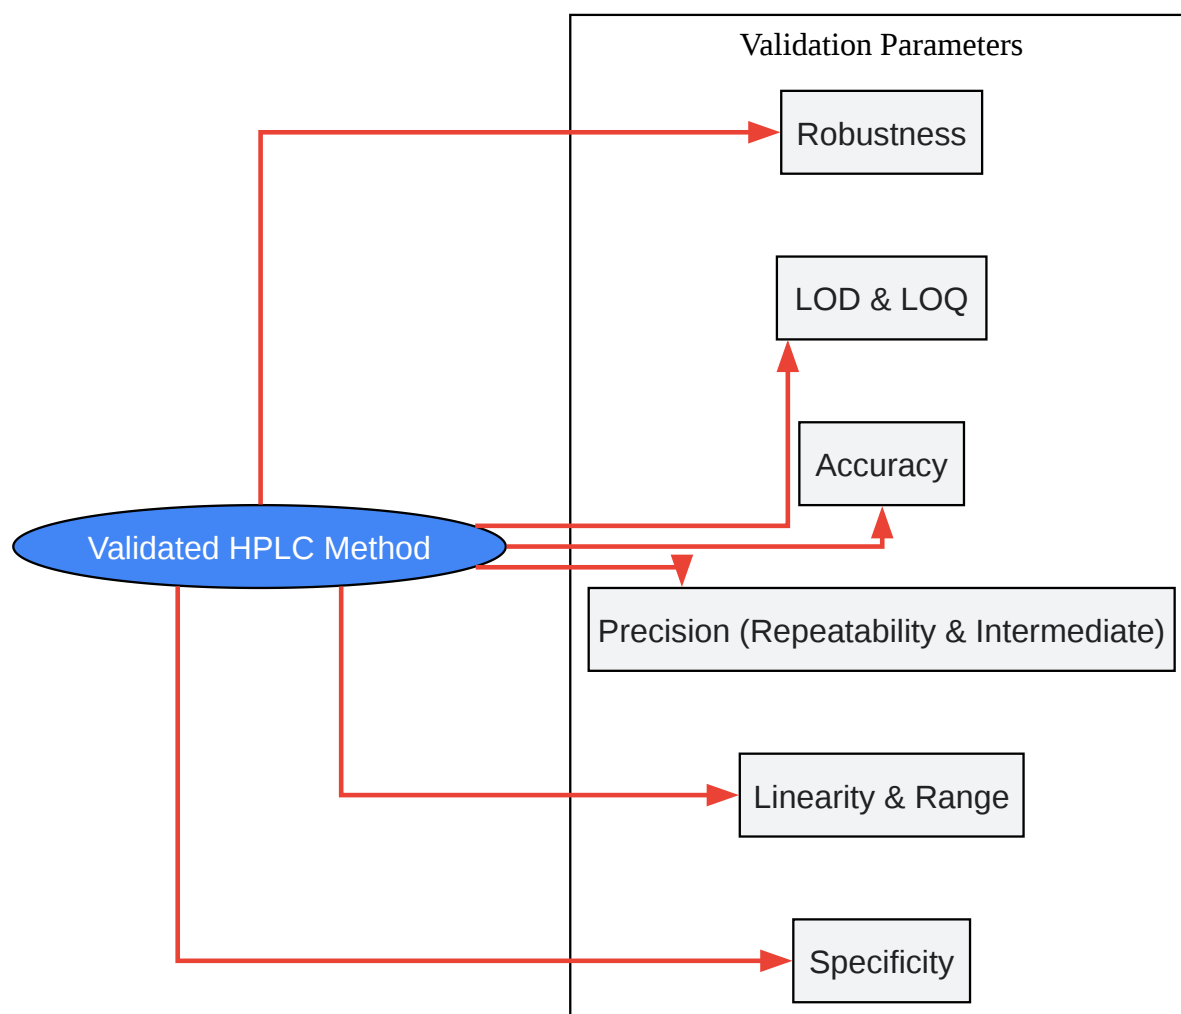 Validation Parameters
Robustness
LOD & LOQ
Accuracy
Validated HPLC Method
Precision (Repeatability & Intermediate)
Linearity & Range
Specificity